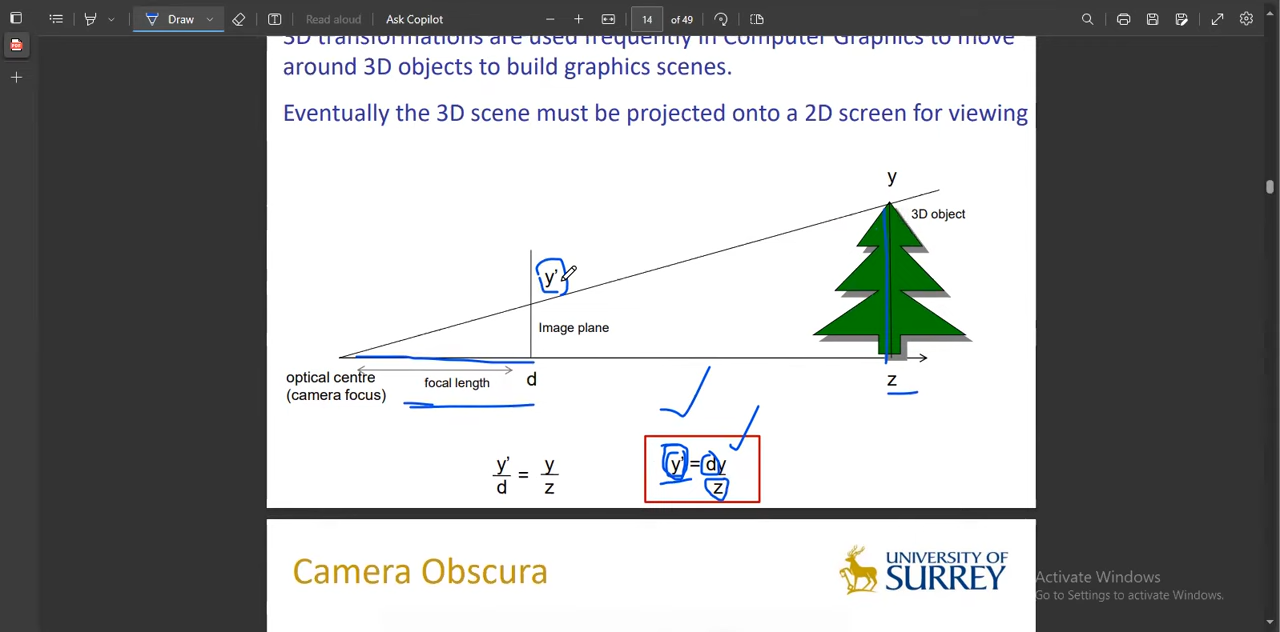 Draw
Read aloud
Ask Copilot
14
of 49
3D transformations are used frequently in Computer Graphics to move
around 3D objects to build graphics scenes.
Eventually the 3D scene must be projected onto a 2D screen for viewing
y
3D object
y'
Image plane
optical centre
(camera focus)
focal length
d
z
y' = y
d z
y' = dy
z
Camera Obscura
UNIVERSITY OF
SURREY
Activate Windows
Go to Settings to activate Windows.